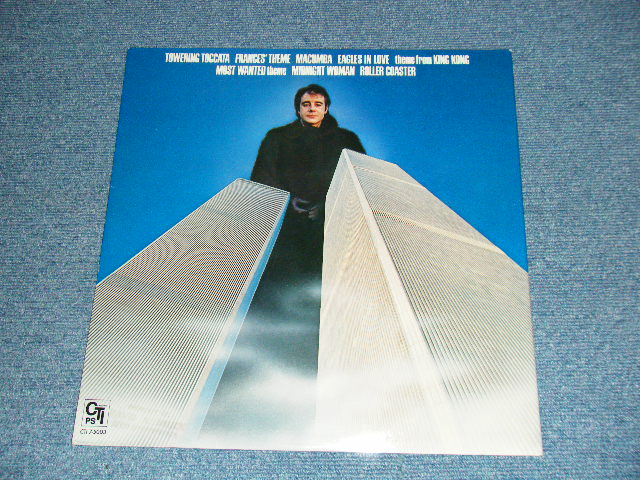 TOWERING TOCCATA FRANCES' THEME MACUMBA EAGLES IN LOVE theme from KING KONG
MOST WANTED theme MIDNIGHT WOMAN ROLLER COASTER
CTI
PS